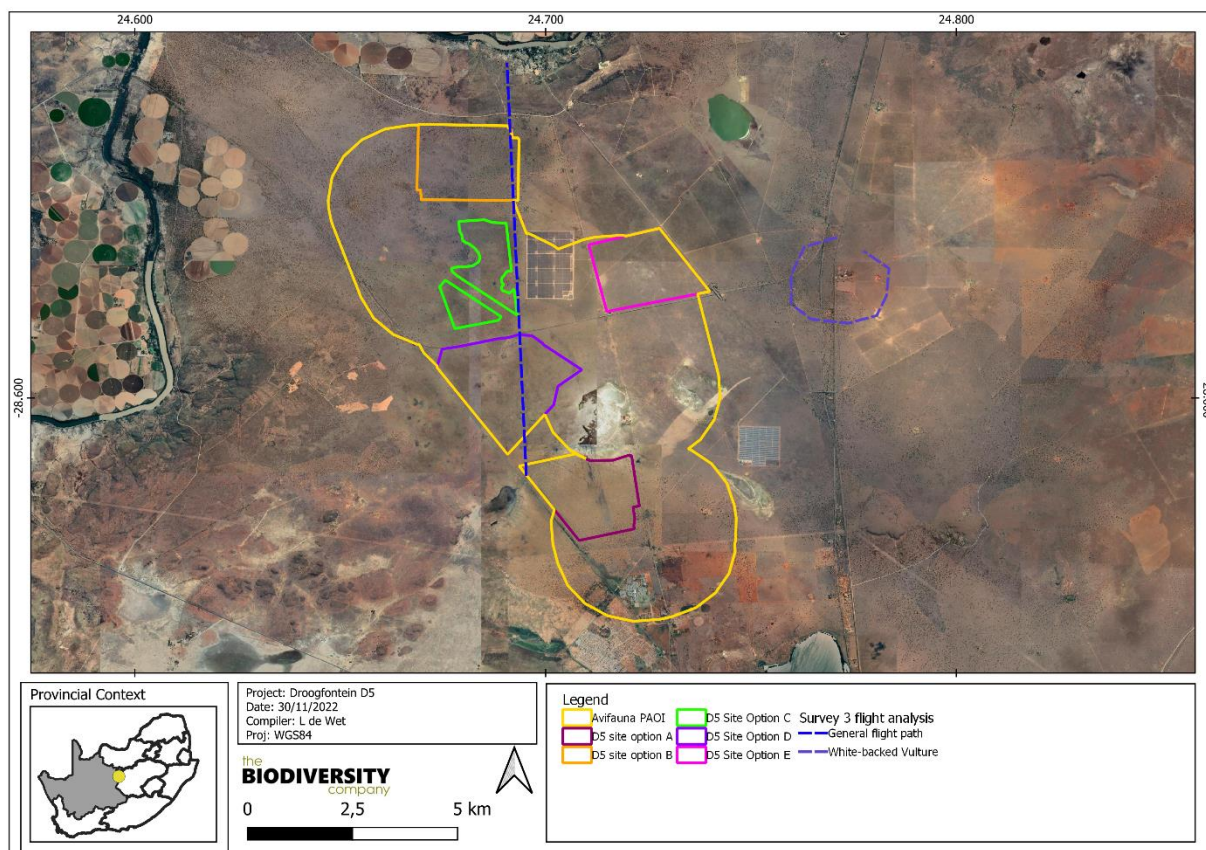 24.600
24.700
24.800
-28.600
-28.600
Provincial Context
Project: Droogfontein D5
Date: 30/11/2022
Compiler: L de Wet
Proj: WGS84
the
BIODIVERSITY
company
0 2,5 5 km
Legend
Avifauna PAOI
D5 site option A
D5 site option B
D5 Site Option C
D5 Site Option D
D5 Site Option E
Survey 3 flight analysis
General flight path
White-backed Vulture